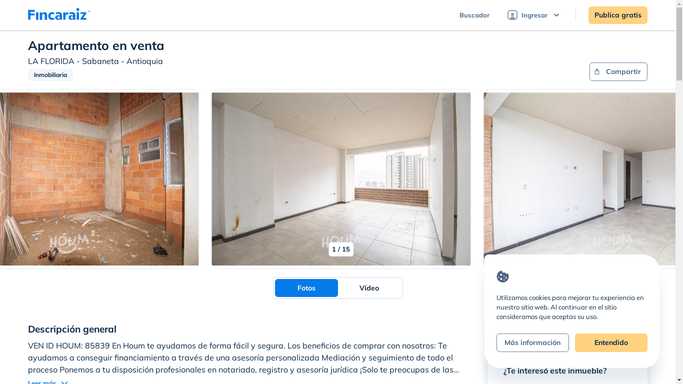 Fincaraiz
Buscador
Ingresar
Publica gratis
Apartamento en venta
LA FLORIDA - Sabaneta - Antioquia
Inmobiliaria
Compartir
HOUM
HOUM
HOUM
1 / 15
Fotos
Video
Utilizamos cookies para mejorar tu experiencia en
nuestro sitio web. Al continuar en el sitio
consideramos que aceptas su uso.
Más información
Entendido
Descripción general
VEN ID HOUM: 85839 En Houm te ayudamos de forma fácil y segura. Los beneficios de comprar con nosotros: Te
ayudamos a conseguir financiamiento a través de una asesoría personalizada Mediación y seguimiento de todo el
proceso Ponemos a tu disposición profesionales en notariado, registro y asesoría jurídica ¡Solo te preocupas de las...
Leer más
¿Te interesó este inmueble?